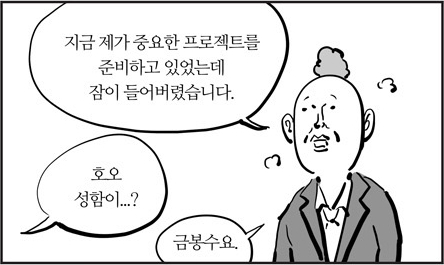 지금 제가 중요한 프로젝트를
준비하고 있었는데
잠이 들어버렸습니다.
호오
성함이...?
금봉수요.